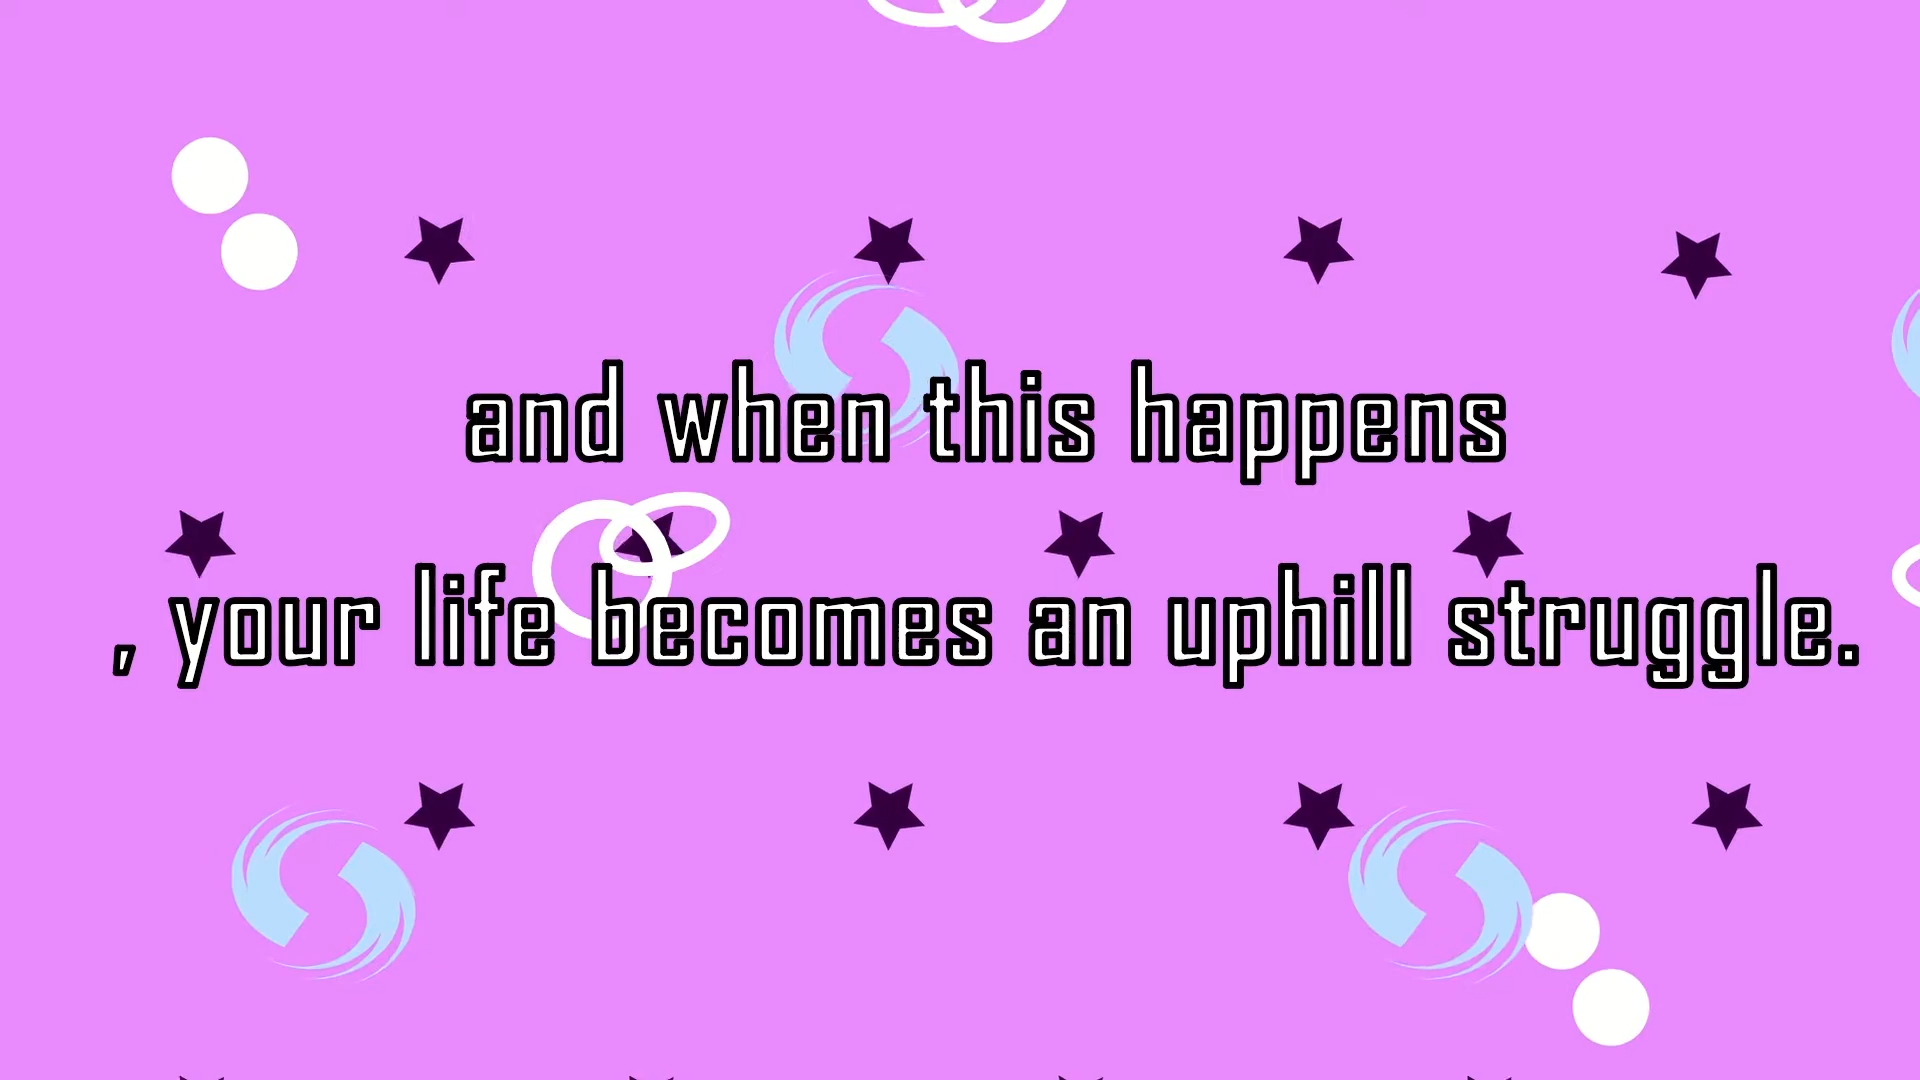 and when this happens
, your life becomes an uphill struggle.